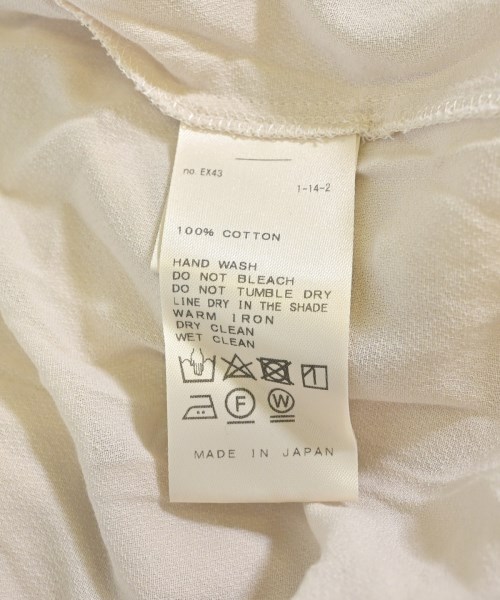 no EX43
1-14-2
100% COTTON
HAND WASH
DO NOT BLEACH
DO NOT TUMBLE DRY
LINE DRY IN THE SHADE
WARM IRON
DRY CLEAN
WET CLEAN
F W
MADE IN JAPAN